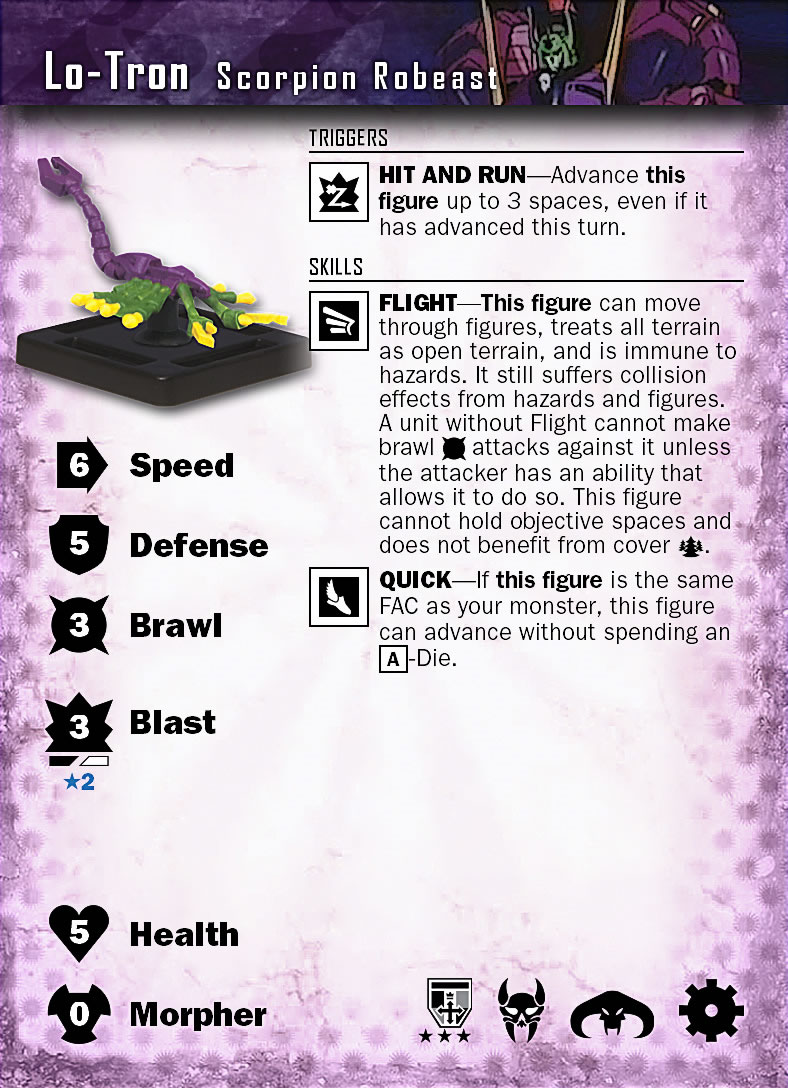 Lo-Tron Scorpion Robeast
TRIGGERS
HIT AND RUN—Advance this
figure up to 3 spaces, even if it
has advanced this turn.
SKILLS
FLIGHT—This figure can move
through figures, treats all terrain
as open terrain, and is immune to
hazards. It still suffers collision
effects from hazards and figures.
A unit without Flight cannot make
brawl attacks against it unless
the attacker has an ability that
allows it to do so. This figure
cannot hold objective spaces and
does not benefit from cover .
QUICK—If this figure is the same
FAC as your monster, this figure
can advance without spending an
A-Die.
6 Speed
5 Defense
3 Brawl
3 Blast
★2
5 Health
0 Morpher
★★★